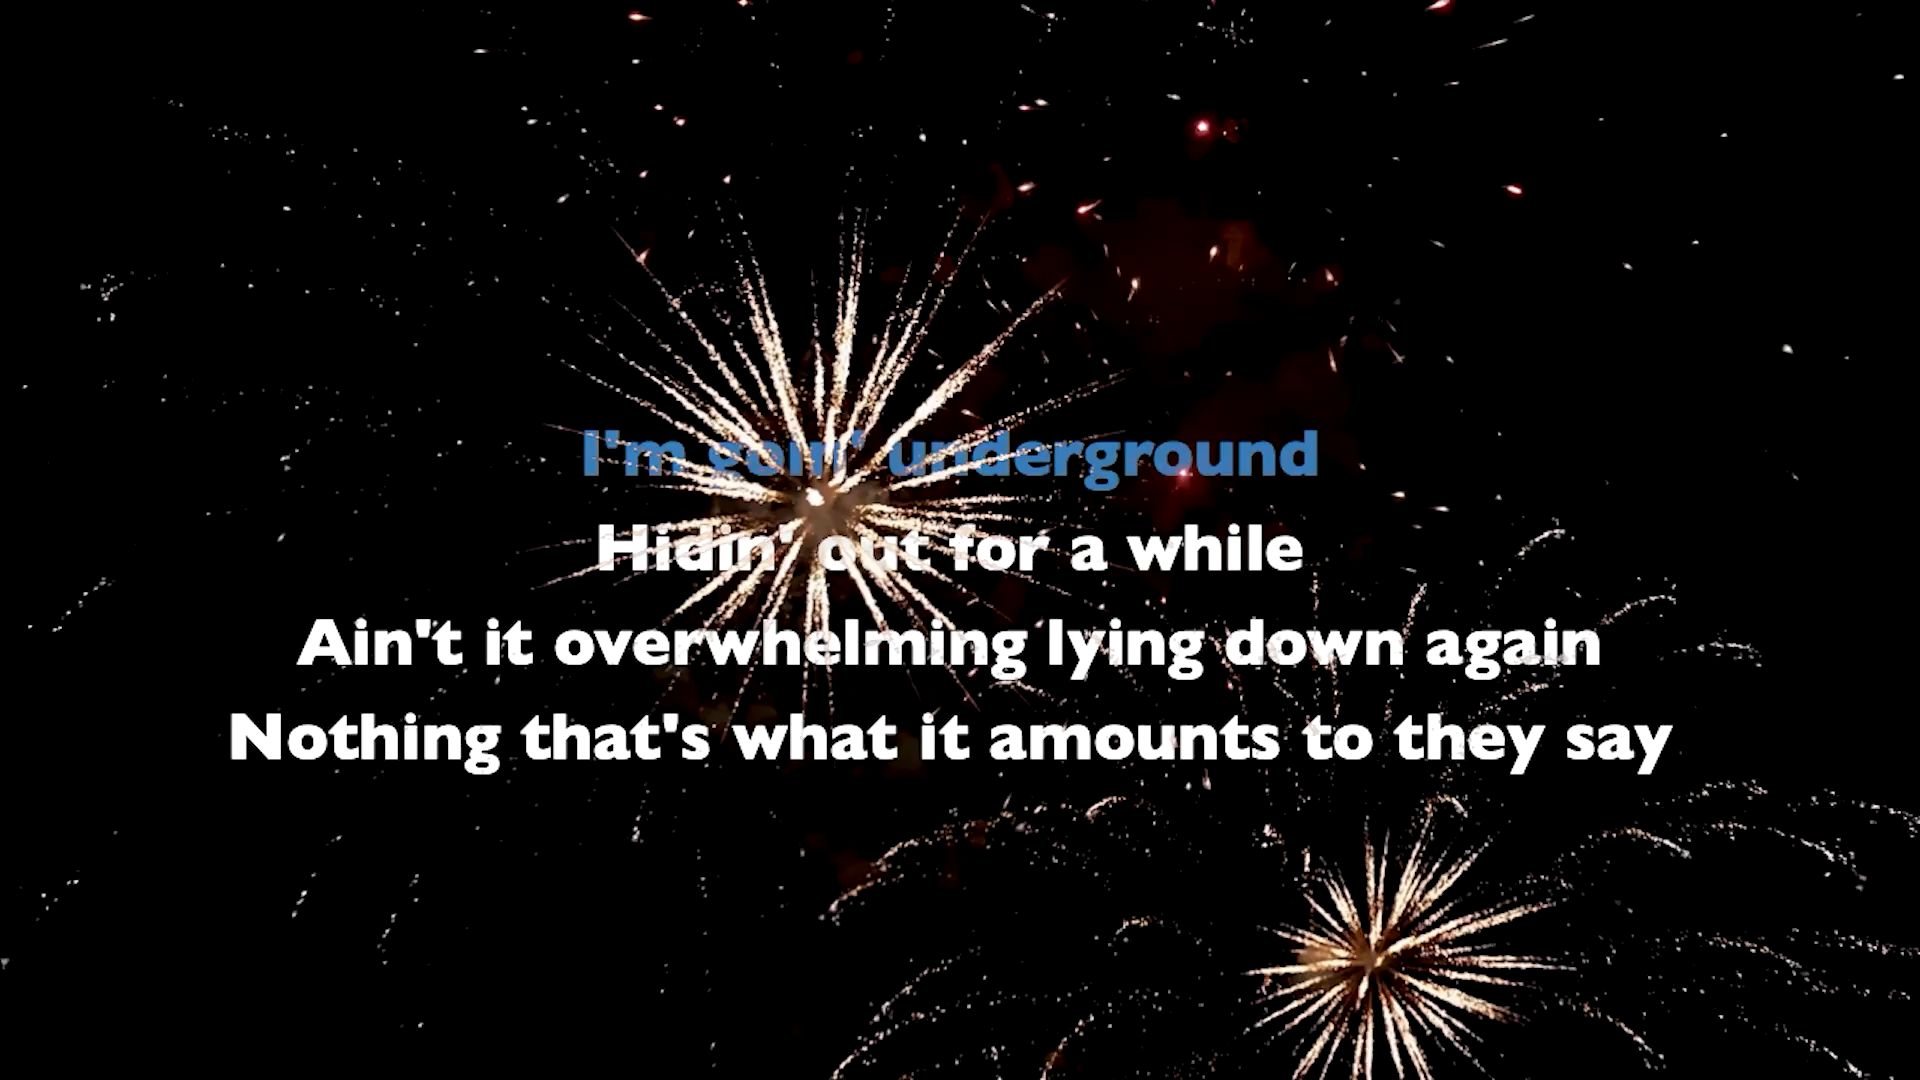 I'm goin' underground
Hidin' out for a while
Ain't it overwhelming lying down again
Nothing that's what it amounts to they say